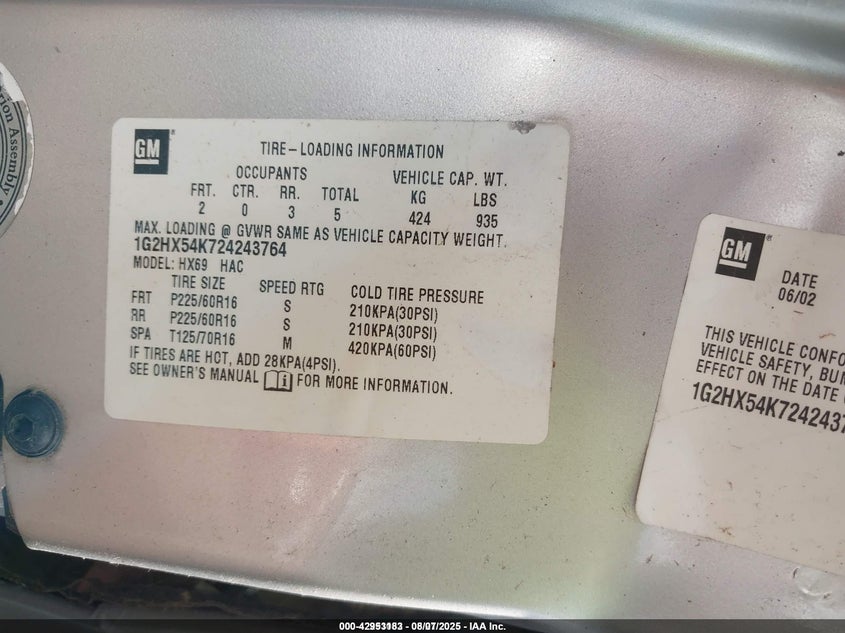 rion Assembly
GM
TIRE-LOADING INFORMATION
OCCUPANTS VEHICLE CAP. WT.
FRT. CTR. RR. TOTAL KG LBS
2 0 3 5 424 935
MAX. LOADING @ GVWR SAME AS VEHICLE CAPACITY WEIGHT.
1G2HX54K724243764
MODEL: HX69 HAC
TIRE SIZE SPEED RTG COLD TIRE PRESSURE
FRT P225/60R16 S 210KPA(30PSI)
RR P225/60R16 S 210KPA(30PSI)
SPA T125/70R16 M 420KPA(60PSI)
IF TIRES ARE HOT, ADD 28KPA(4PSI).
SEE OWNER'S MANUAL FOR MORE INFORMATION.
GM
DATE
06/02
THIS VEHICLE CONFO
VEHICLE SAFETY, BUM
EFFECT ON THE DATE
1G2HX54K7242437
000-42953183 - 08/07/2025 - IAA Inc.